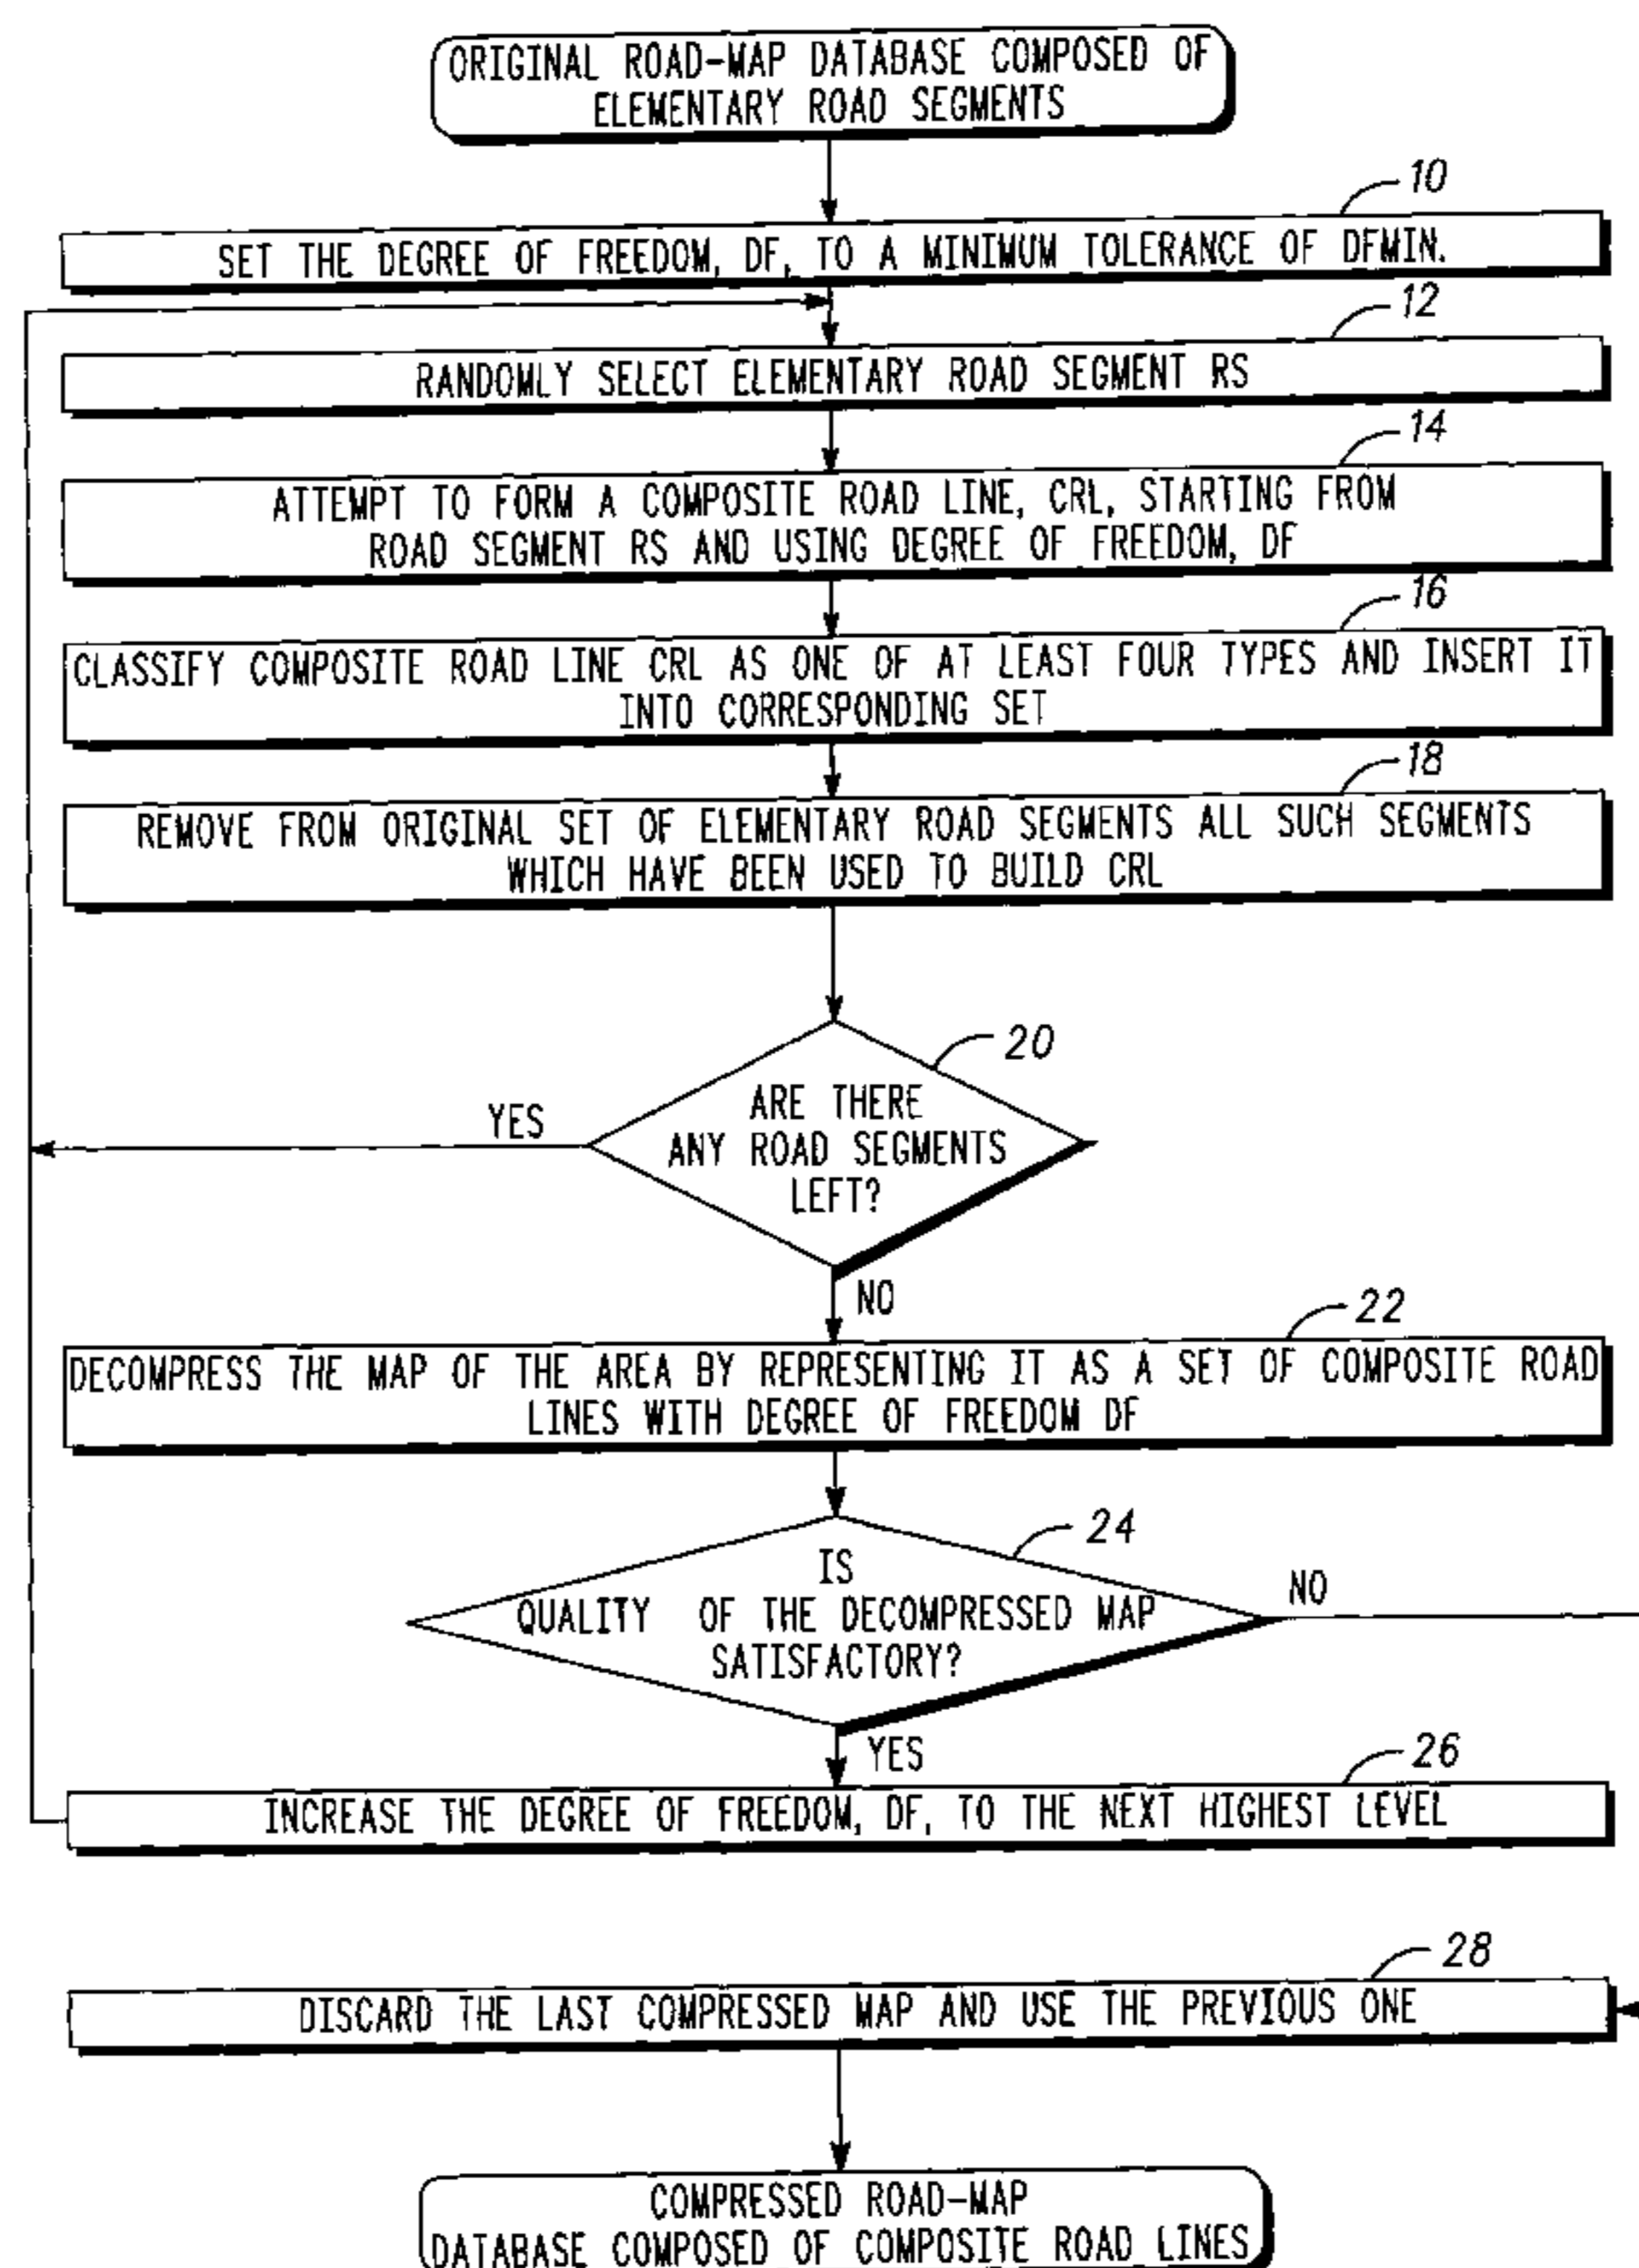 ORIGINAL ROAD-MAP DATABASE COMPOSED OF
ELEMENTARY ROAD SEGMENTS
10
SET THE DEGREE OF FREEDOM, DF, TO A MINIMUM TOLERANCE OF DFMIN.
12
RANDOMLY SELECT ELEMENTARY ROAD SEGMENT RS
14
ATTEMPT TO FORM A COMPOSITE ROAD LINE, CRL, STARTING FROM
ROAD SEGMENT RS AND USING DEGREE OF FREEDOM, DF
16
CLASSIFY COMPOSITE ROAD LINE CRL AS ONE OF AT LEAST FOUR TYPES AND INSERT IT
INTO CORRESPONDING SET
18
REMOVE FROM ORIGINAL SET OF ELEMENTARY ROAD SEGMENTS ALL SUCH SEGMENTS
WHICH HAVE BEEN USED TO BUILD CRL
20
ARE THERE
ANY ROAD SEGMENTS
LEFT?
YES
NO
22
DECOMPRESS THE MAP OF THE AREA BY REPRESENTING IT AS A SET OF COMPOSITE ROAD
LINES WITH DEGREE OF FREEDOM DF
24
IS
QUALITY OF THE DECOMPRESSED MAP
SATISFACTORY?
NO
YES
26
INCREASE THE DEGREE OF FREEDOM, DF, TO THE NEXT HIGHEST LEVEL
28
DISCARD THE LAST COMPRESSED MAP AND USE THE PREVIOUS ONE
COMPRESSED ROAD-MAP
DATABASE COMPOSED OF COMPOSITE ROAD LINES